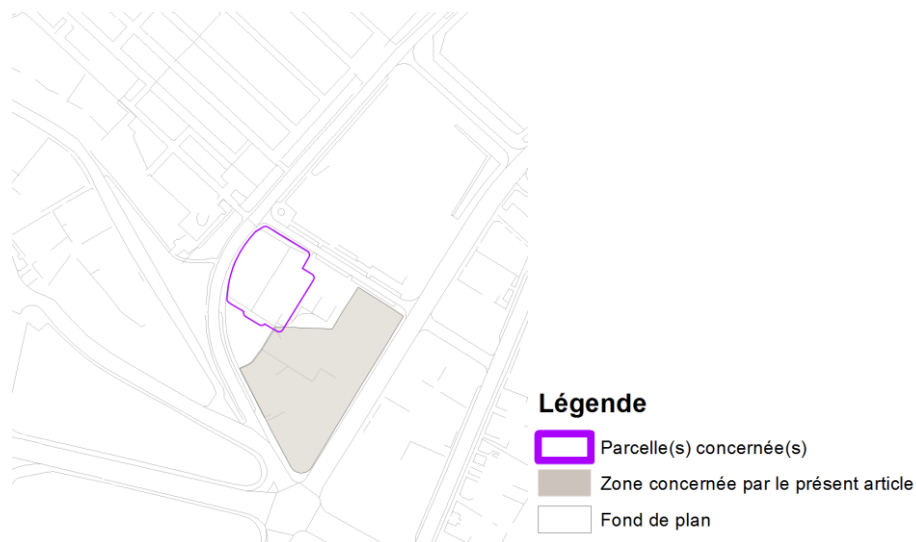 Légende
Parcelle(s) concernée(s)
Zone concernée par le présent article
Fond de plan